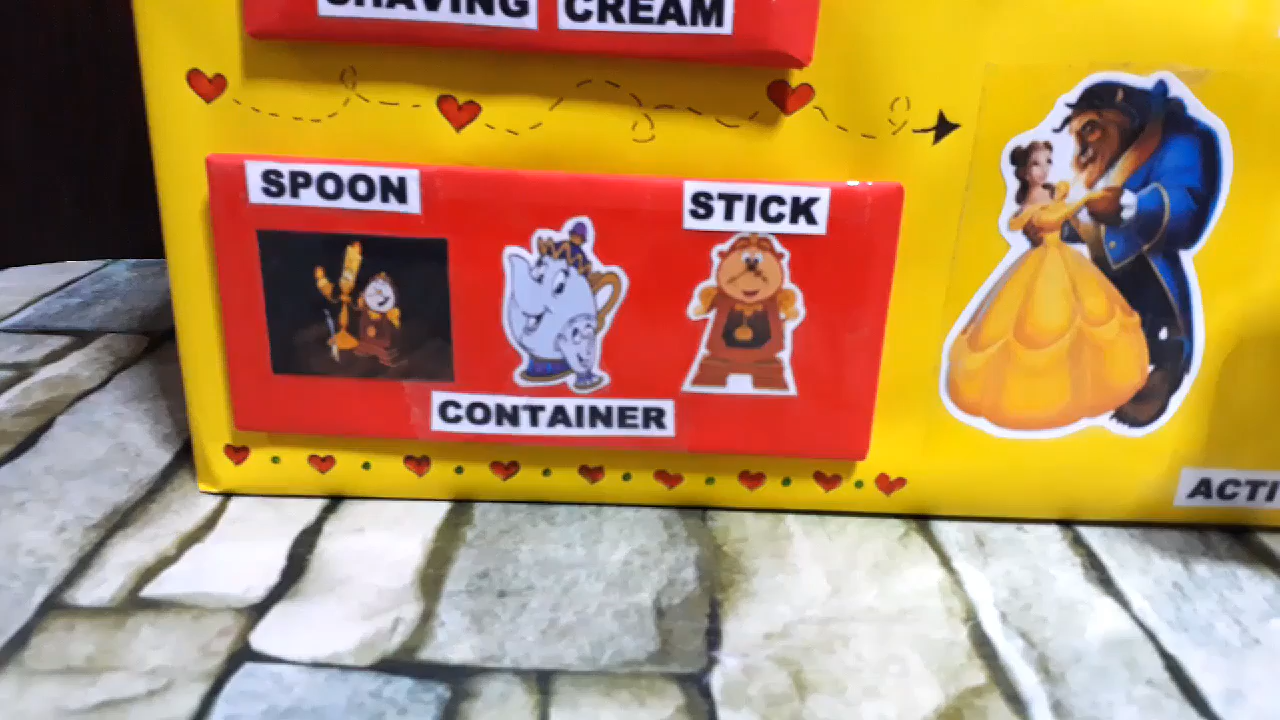 SHAVING CREAM
SPOON
STICK
CONTAINER
ACTI